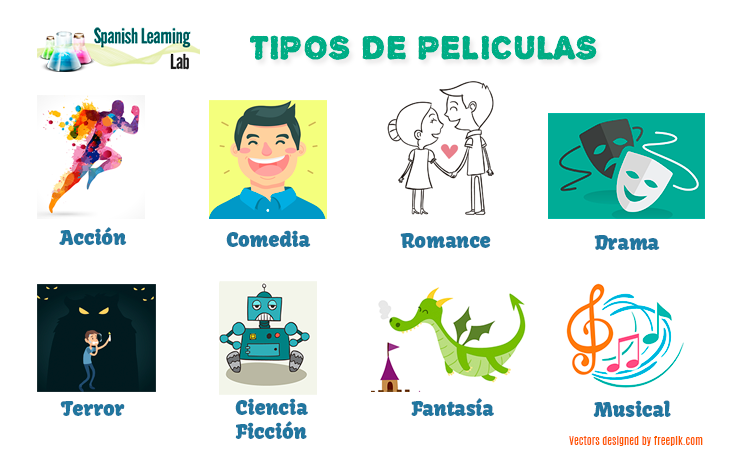 Spanish Learning
Lab
TIPOS DE PELICULAS
Acción
Comedia
Romance
Drama
Terror
Ciencia
Ficción
Fantasía
Musical
Vectors designed by freepik.com